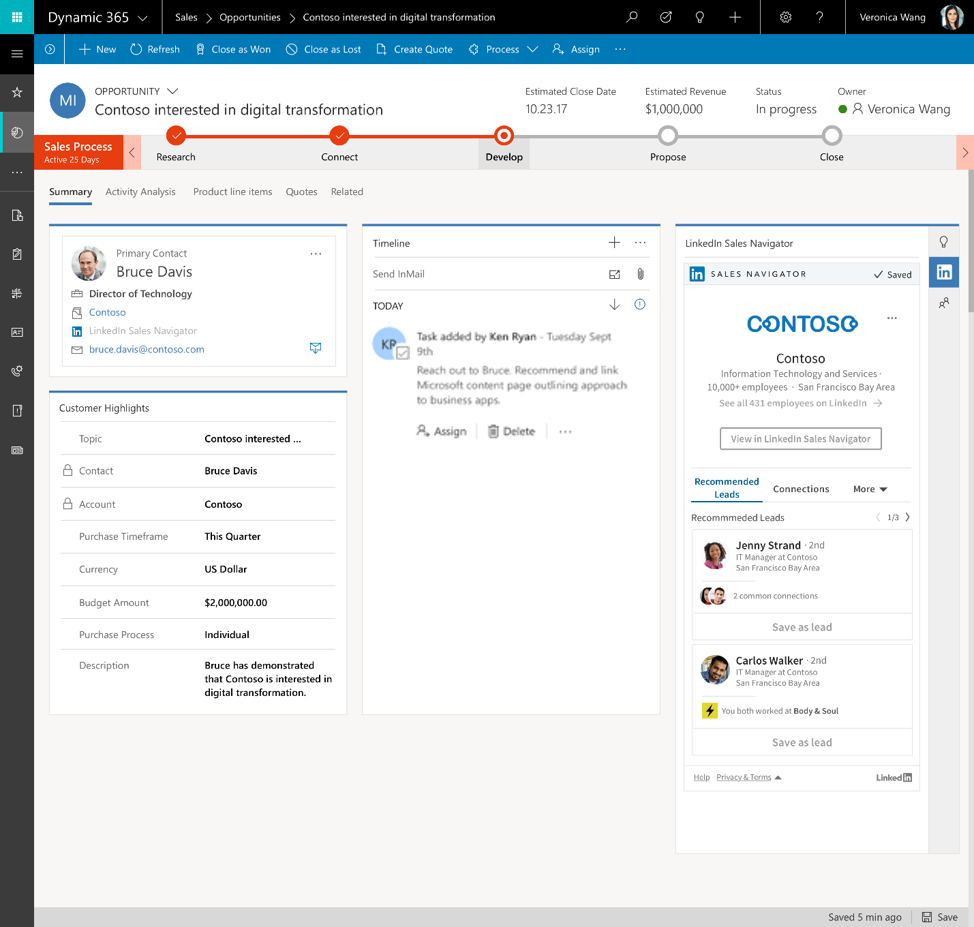 Dynamic 365
Sales > Opportunities > Contoso interested in digital transformation
Veronica Wang
New
Refresh
Close as Won
Close as Lost
Create Quote
Process
Assign
MI
OPPORTUNITY
Contoso interested in digital transformation
Estimated Close Date
10.23.17
Estimated Revenue
$1,000,000
Status
In progress
Owner
Veronica Wang
Sales Process
Active 25 Days
Research
Connect
Develop
Propose
Close
Summary
Activity Analysis
Product line items
Quotes
Related
Primary Contact
Bruce Davis
Director of Technology
Contoso
LinkedIn Sales Navigator
bruce.davis@contoso.com
Customer Highlights
Topic Contoso interested ...
Contact Bruce Davis
Account Contoso
Purchase Timeframe This Quarter
Currency US Dollar
Budget Amount $2,000,000.00
Purchase Process Individual
Description Bruce has demonstrated
that Contoso is interested in
digital transformation.
Timeline
Send InMail
TODAY
KR
Task added by Ken Ryan - Tuesday Sept
9th
Reach out to Bruce. Recommend and link
Microsoft content page outlining approach
to business apps.
Assign
Delete
LinkedIn Sales Navigator
in SALES NAVIGATOR
Saved
CONTOSO
Contoso
Information Technology and Services ·
10,000+ employees · San Francisco Bay Area
See all 431 employees on LinkedIn
View in LinkedIn Sales Navigator
Recommended
Leads
Connections
More
Recommmeded Leads
1/3
Jenny Strand · 2nd
IT Manager at Contoso
San Francisco Bay Area
2 common connections
Save as lead
Carlos Walker · 2nd
IT Manager at Contoso
San Francisco Bay Area
You both worked at Body & Soul
Save as lead
Help
Privacy & Terms
Linked in
in
Saved 5 min ago
Save